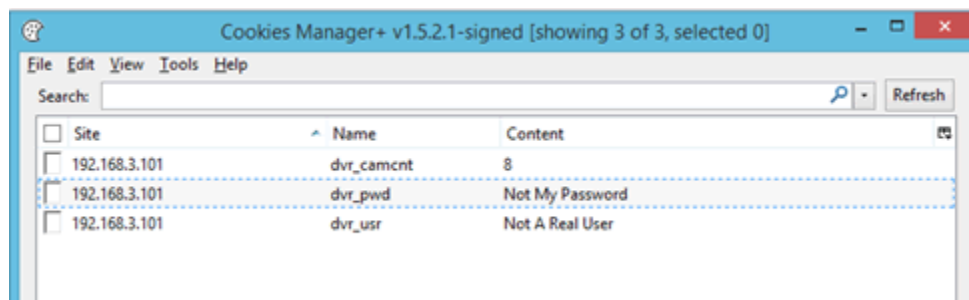 Cookies Manager+ v1.5.2.1-signed [showing 3 of 3, selected 0]
File Edit View Tools Help
Search: Refresh
Site Name Content
192.168.3.101 dvr_camcnt 8
192.168.3.101 dvr_pwd Not My Password
192.168.3.101 dvr_usr Not A Real User